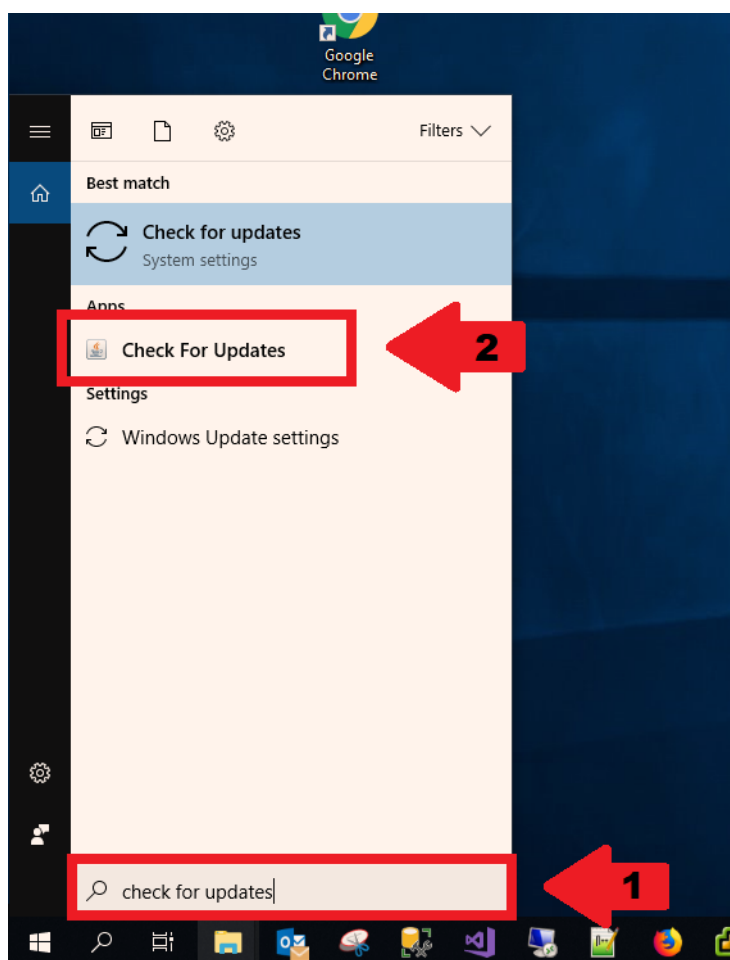 Google
Chrome
Filters
Best match
Check for updates
System settings
Apps
Check For Updates
2
Settings
Windows Update settings
check for updates
1